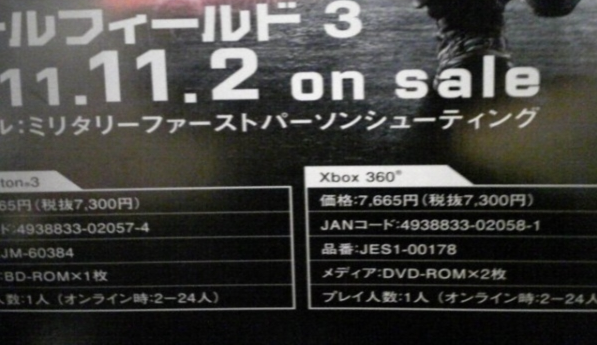 ールフィールド 3
11.11.2 on sale
ル:ミリタリーファーストパーソンシューティング
ton®3
65円(税抜7,300円)
ド:4938833-02057-4
JM-60384
:BD-ROM×1枚
人数:1人 (オンライン時:2-24人)
Xbox 360®
価格:7,665円(税抜7,300円)
JANコード:4938833-02058-1
品番:JES1-00178
メディア:DVD-ROM×2枚
プレイ人数:1人 (オンライン時:2-24人